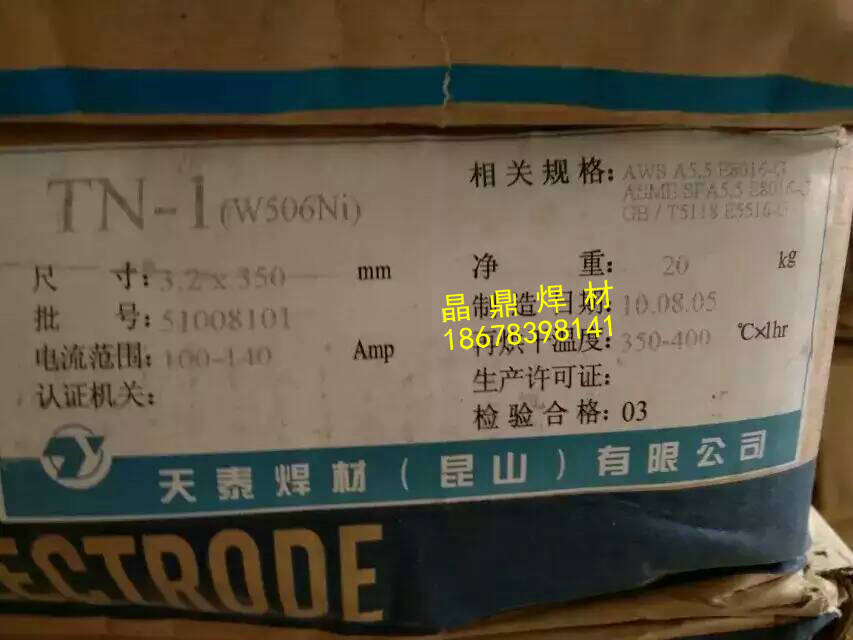 TN-1(W506Ni)
相关规格:AWS A5.5 E8016-G
ASME SFA5.5 E8016-G
GB/T5118 E5516-G
尺 寸:3.2x350 mm
净 重:20 kg
批 号:51008101
制造日期:10.08.05
晶鼎焊材
18678398141
电流范围:100-140 Amp
再烘干温度:350-400 ℃×1hr
认证机关:
生产许可证:
检验合格:03
天泰焊材(昆山)有限公司
ECTRODE